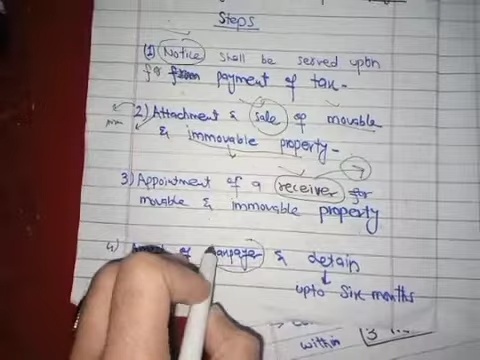 Steps
(1) Notice shall be served upon
for payment of tax-
2) Attachment & sale of movable
& immovable property-
3) Appointment of a receiver for
movable & immovable property
4) of & detain
upto Six months
within